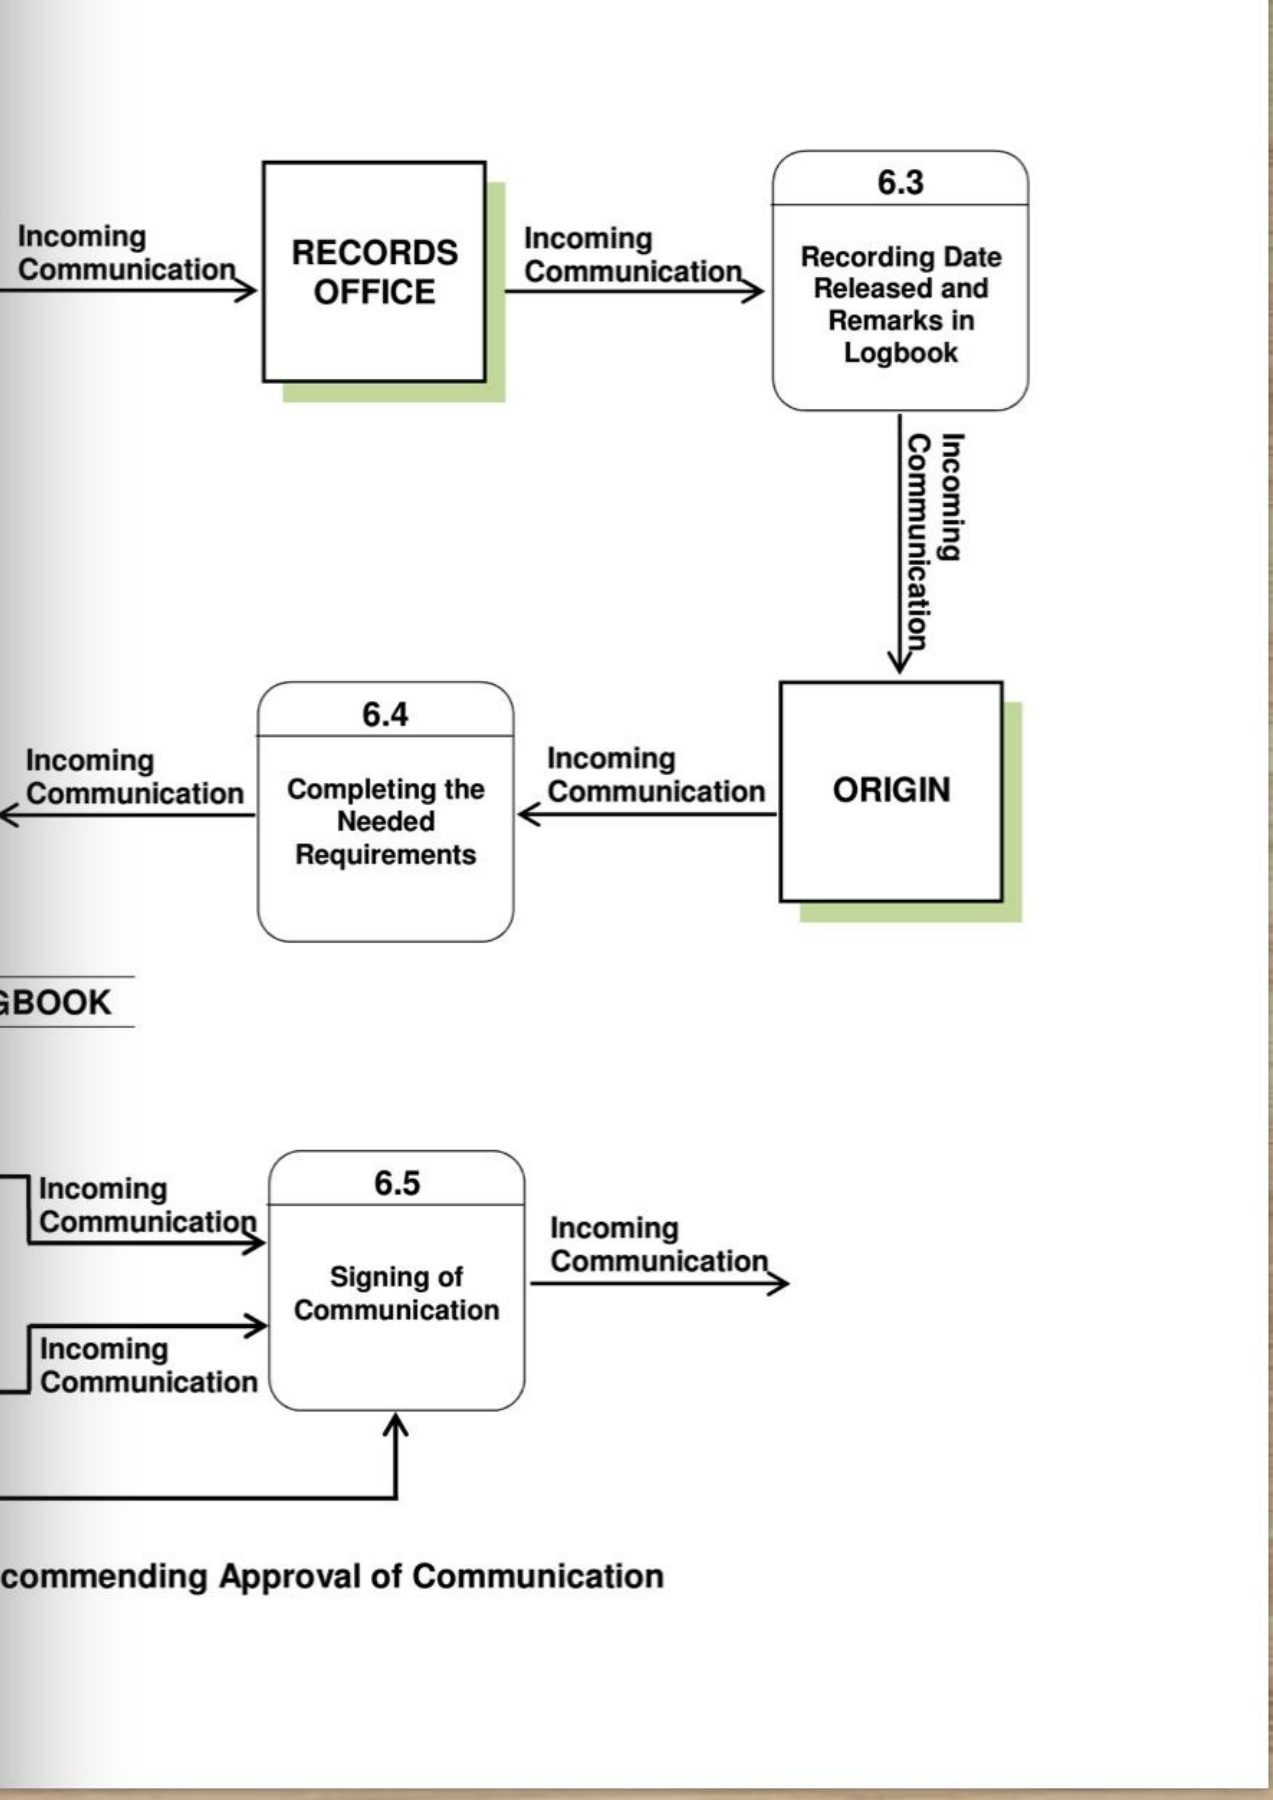 Incoming
Communication
RECORDS
OFFICE
Incoming
Communication
6.3
Recording Date
Released and
Remarks in
Logbook
Incoming
Communication
Incoming
Communication
6.4
Completing the
Needed
Requirements
Incoming
Communication
ORIGIN
GBOOK
Incoming
Communication
6.5
Signing of
Communication
Incoming
Communication
Incoming
Communication
commending Approval of Communication